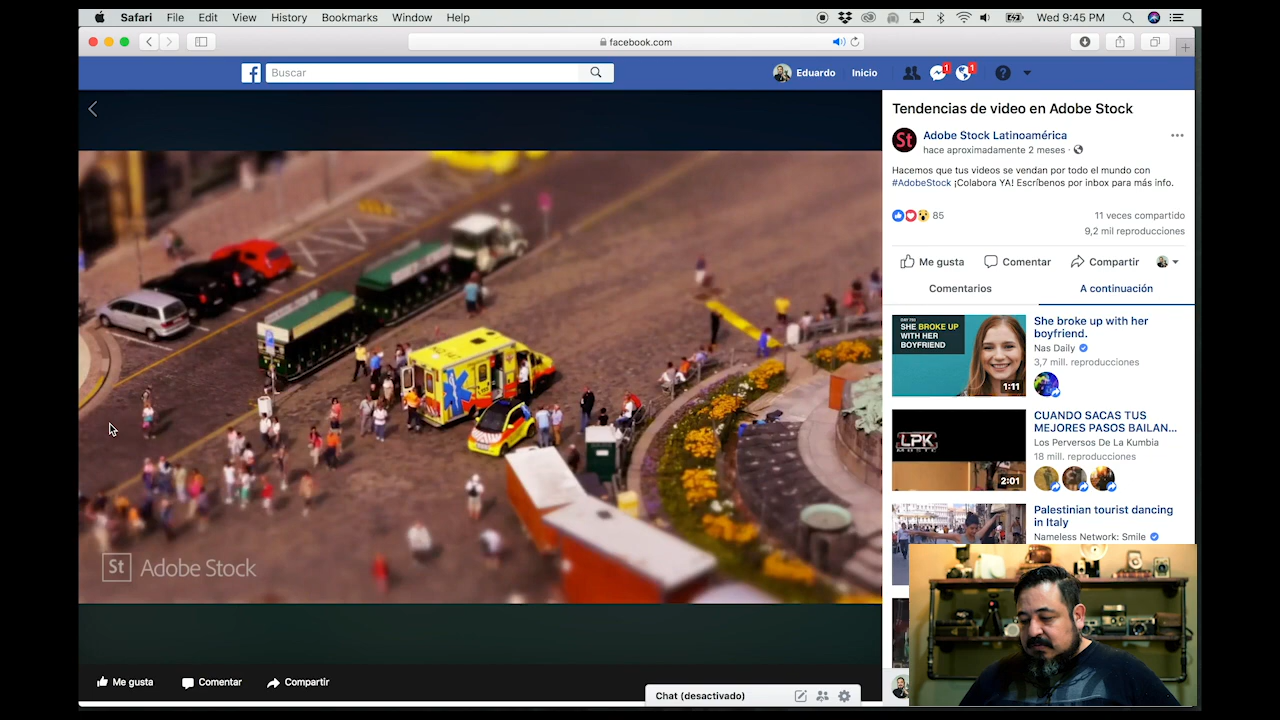 Safari File Edit View History Bookmarks Window Help
Wed 9:45 PM
facebook.com
Buscar
Eduardo Inicio
1 1
Tendencias de video en Adobe Stock
St Adobe Stock Latinoamérica
hace aproximadamente 2 meses ·
Hacemos que tus videos se vendan por todo el mundo con
#AdobeStock ¡Colabora YA! Escríbenos por inbox para más info.
85
11 veces compartido
9,2 mil reproducciones
Me gusta Comentar Compartir
Comentarios A continuación
DAY 753
SHE BROKE UP
WITH HER
BOYFRIEND
1:11
She broke up with her
boyfriend.
Nas Daily
3,7 mill. reproducciones
LPK
MUSIC
2:01
CUANDO SACAS TUS
MEJORES PASOS BAILAN...
Los Perversos De La Kumbia
18 mill. reproducciones
Palestinian tourist dancing
in Italy
Nameless Network: Smile
St Adobe Stock
Me gusta Comentar Compartir
Chat (desactivado)